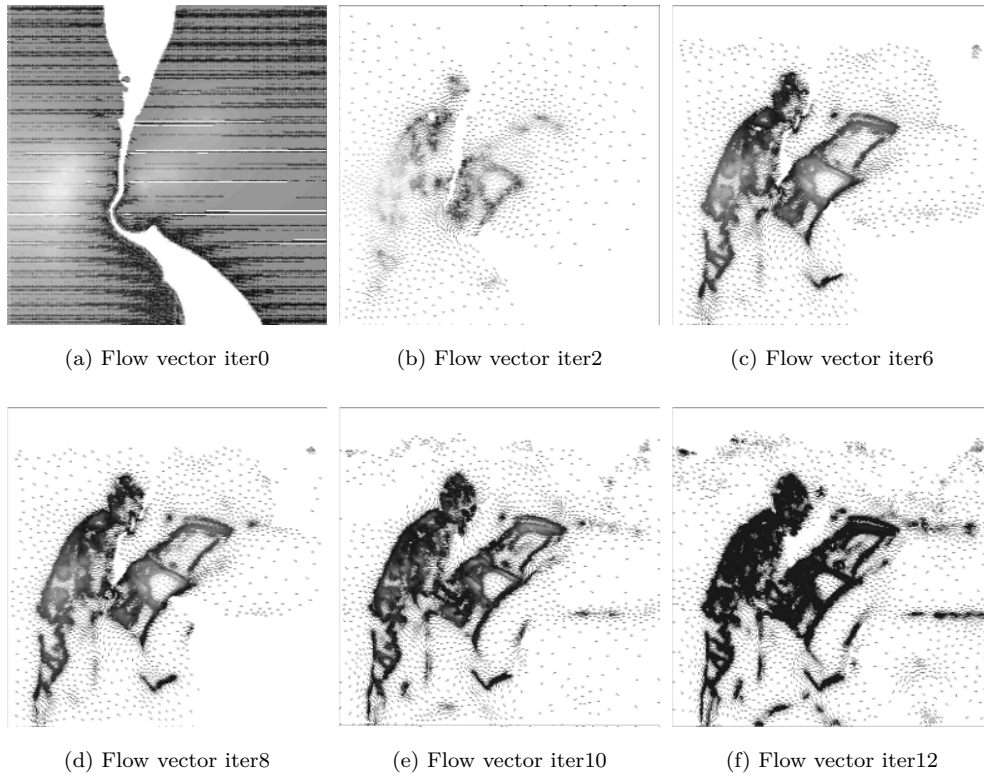 (a) Flow vector iter0
(b) Flow vector iter2
(c) Flow vector iter6
(d) Flow vector iter8
(e) Flow vector iter10
(f) Flow vector iter12